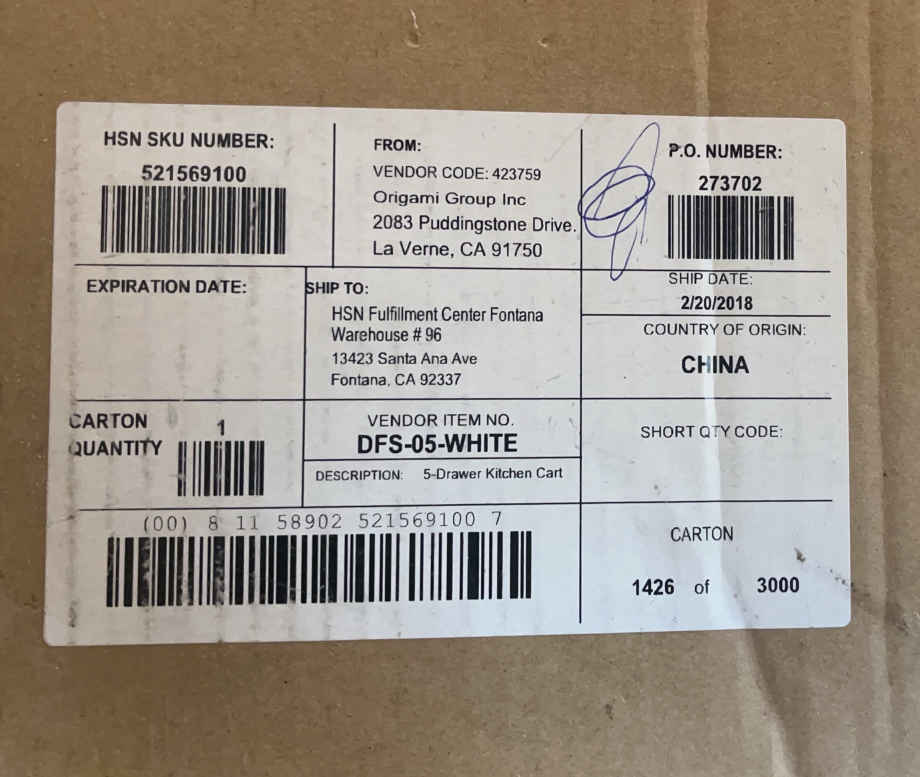 HSN SKU NUMBER:
521569100
FROM:
VENDOR CODE: 423759
Origami Group Inc
2083 Puddingstone Drive.
La Verne, CA 91750
P.O. NUMBER:
273702
EXPIRATION DATE:
SHIP TO:
HSN Fulfillment Center Fontana
Warehouse # 96
13423 Santa Ana Ave
Fontana, CA 92337
SHIP DATE:
2/20/2018
COUNTRY OF ORIGIN:
CHINA
CARTON
QUANTITY
1
VENDOR ITEM NO.
DFS-05-WHITE
DESCRIPTION: 5-Drawer Kitchen Cart
SHORT QTY CODE:
(00) 8 11 58902 521569100 7
CARTON
1426 of 3000